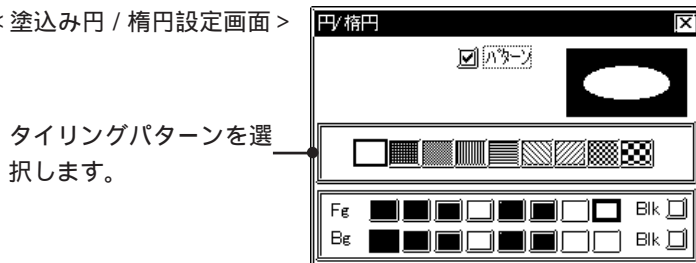 <塗込み円/楕円設定画面>
円/楕円
パターン
タイリングパターンを選
択します。
Fg Blk
Bg Blk